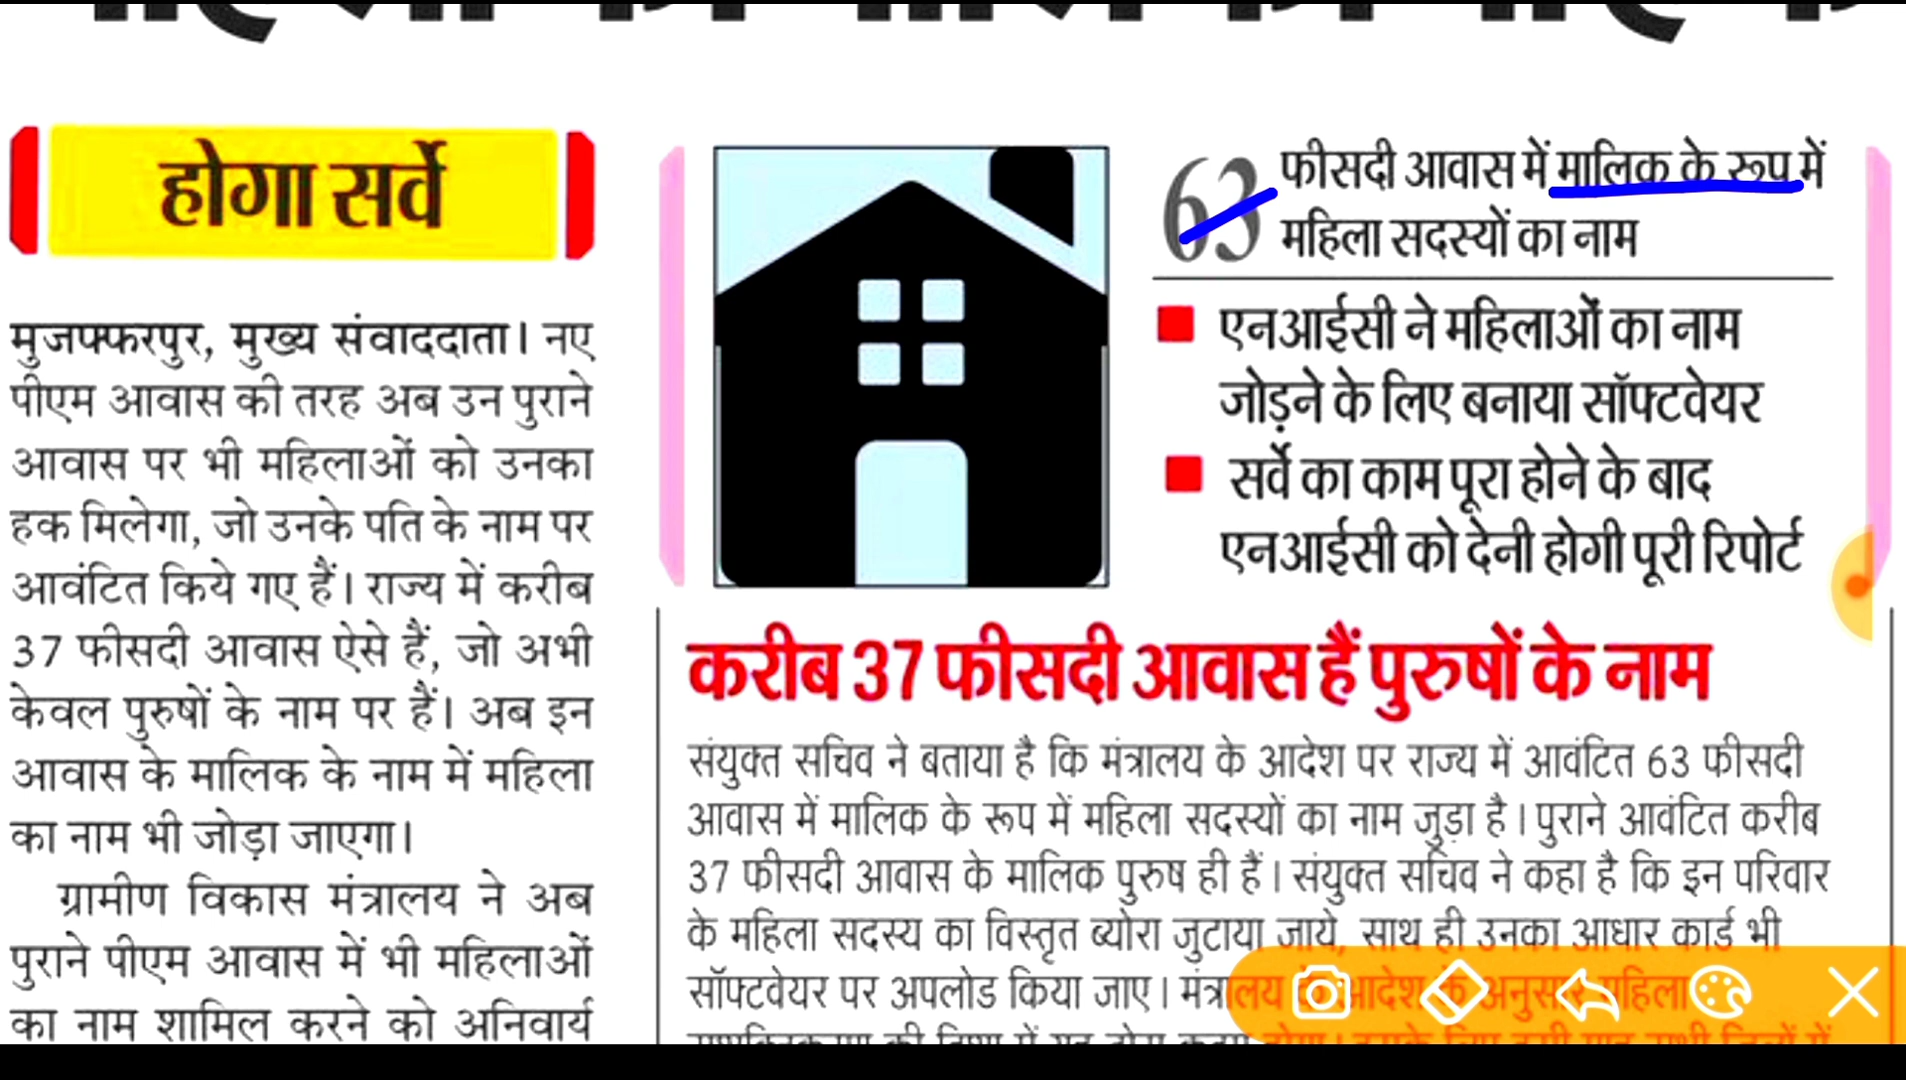 होगा सर्वे
मुजफ्फरपुर, मुख्य संवाददाता। नए
पीएम आवास की तरह अब उन पुराने
आवास पर भी महिलाओं को उनका
हक मिलेगा, जो उनके पति के नाम पर
आवंटित किये गए हैं। राज्य में करीब
37 फीसदी आवास ऐसे हैं, जो अभी
केवल पुरुषों के नाम पर हैं। अब इन
आवास के मालिक के नाम में महिला
का नाम भी जोड़ा जाएगा।
ग्रामीण विकास मंत्रालय ने अब
पुराने पीएम आवास में भी महिलाओं
का नाम शामिल करने को अनिवार्य
63 फीसदी आवास में मालिक के रूप में
महिला सदस्यों का नाम
एनआईसी ने महिलाओं का नाम
जोड़ने के लिए बनाया सॉफ्टवेयर
सर्वे का काम पूरा होने के बाद
एनआईसी को देनी होगी पूरी रिपोर्ट
करीब 37 फीसदी आवास हैं पुरुषों के नाम
संयुक्त सचिव ने बताया है कि मंत्रालय के आदेश पर राज्य में आवंटित 63 फीसदी
आवास में मालिक के रूप में महिला सदस्यों का नाम जुड़ा है। पुराने आवंटित करीब
37 फीसदी आवास के मालिक पुरुष ही हैं। संयुक्त सचिव ने कहा है कि इन परिवार
के महिला सदस्य का विस्तृत ब्योरा जुटाया जाये, साथ ही उनका आधार कार्ड भी
सॉफ्टवेयर पर अपलोड किया जाए। मंत्रालय के आदेश के अनुसार महिला